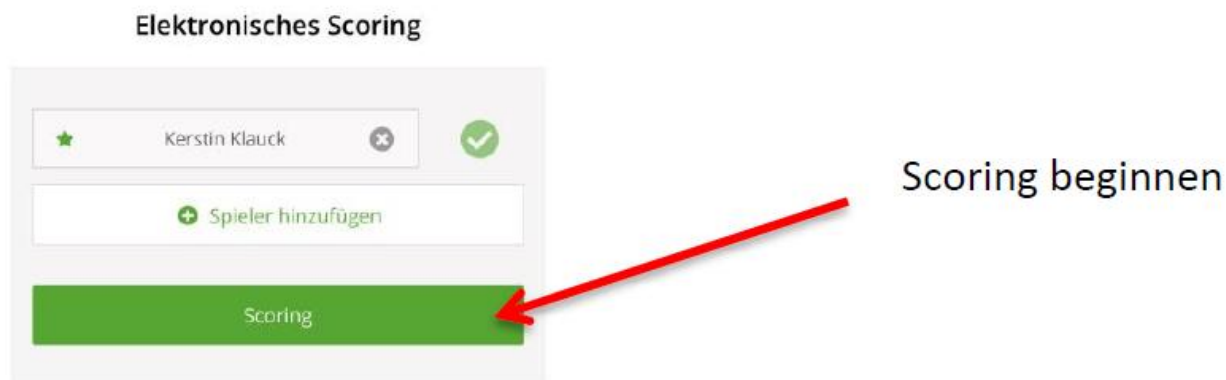 Elektronisches Scoring
Kerstin Klauck
Spieler hinzufügen
Scoring
Scoring beginnen